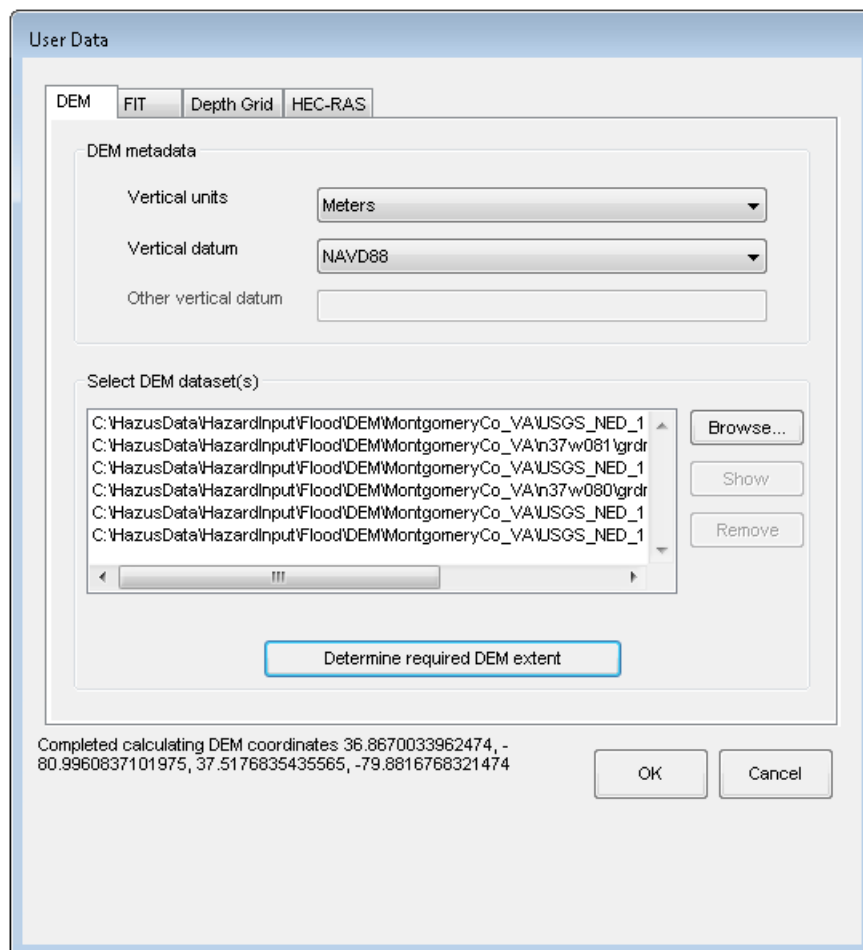 User Data
DEM
FIT
Depth Grid
HEC-RAS
DEM metadata
Vertical units
Meters
Vertical datum
NAVD88
Other vertical datum
Select DEM dataset(s)
C:\HazusData\HazardInput\Flood\DEM\MontgomeryCo_VA\USGS_NED_1
C:\HazusData\HazardInput\Flood\DEM\MontgomeryCo_VA\n37w081\grdn
C:\HazusData\HazardInput\Flood\DEM\MontgomeryCo_VA\USGS_NED_1
C:\HazusData\HazardInput\Flood\DEM\MontgomeryCo_VA\n37w080\grdn
C:\HazusData\HazardInput\Flood\DEM\MontgomeryCo_VA\USGS_NED_1
C:\HazusData\HazardInput\Flood\DEM\MontgomeryCo_VA\USGS_NED_1
Browse...
Show
Remove
Determine required DEM extent
Completed calculating DEM coordinates 36.8670033962474, -
80.9960837101975, 37.5176835435565, -79.8816768321474
OK
Cancel